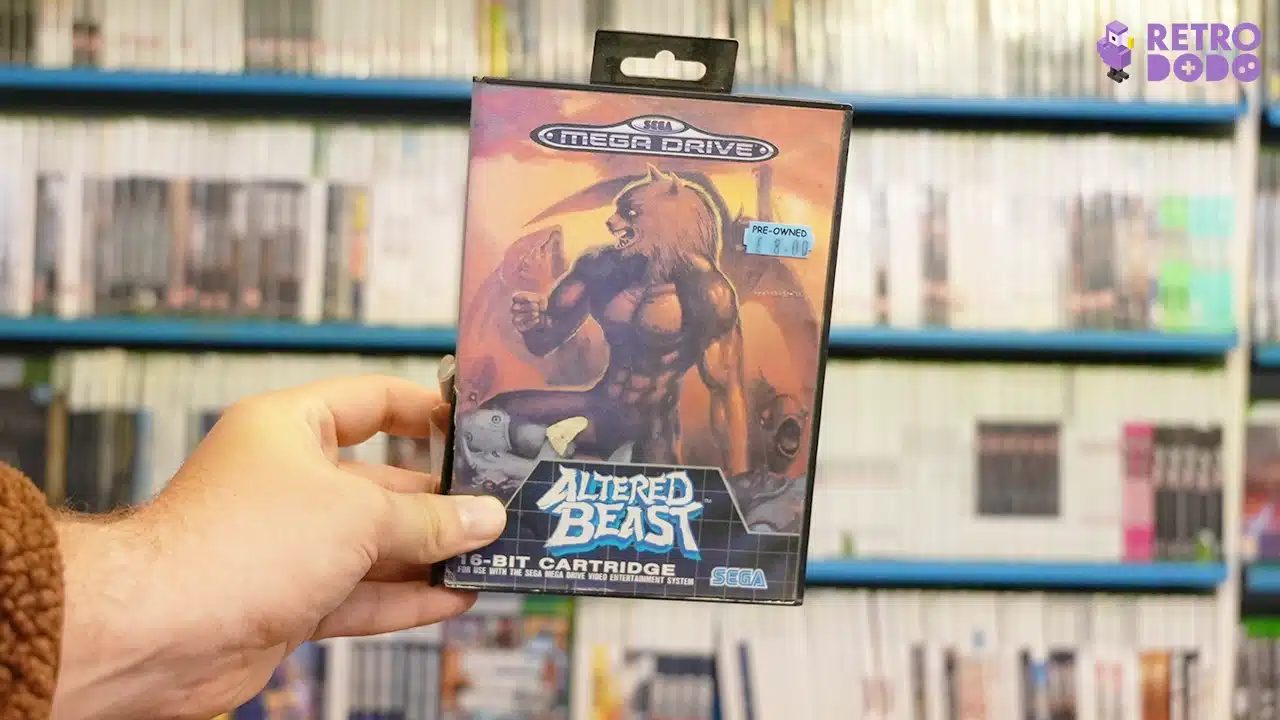 RETRO
DODO
SEGA
MEGA DRIVE
PRE-OWNED
£8.00
ALTERED
BEAST
TM
16-BIT CARTRIDGE
FOR USE WITH THE SEGA MEGA DRIVE VIDEO ENTERTAINMENT SYSTEM
SEGA